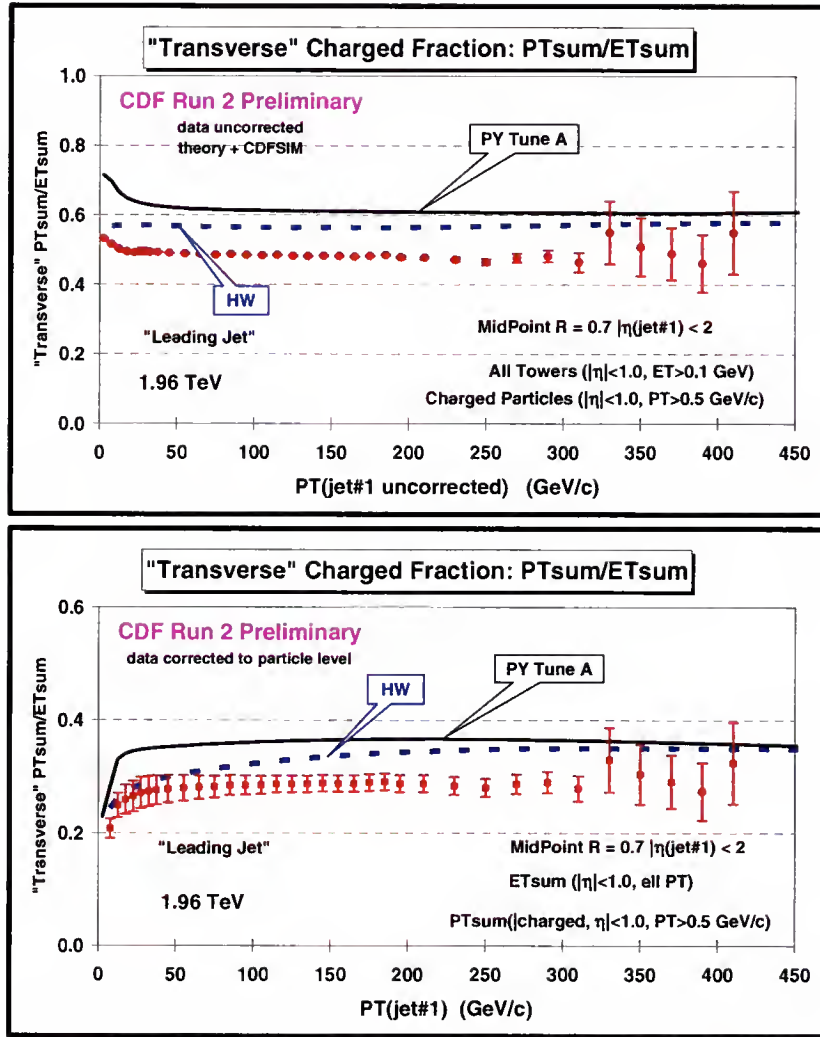 "Transverse" Charged Fraction: PTsum/ETsum
CDF Run 2 Preliminary
data uncorrected
theory + CDFSIM
PY Tune A
HW
"Leading Jet"
1.96 TeV
MidPoint R = 0.7 |η(jet#1) < 2
All Towers (|η|<1.0, ET>0.1 GeV)
Charged Particles (|η|<1.0, PT>0.5 GeV/c)
"Transverse" PTsum/ETsum
1.0
0.8
0.6
0.4
0.2
0.0
0 50 100 150 200 250 300 350 400 450
PT(jet#1 uncorrected) (GeV/c)
"Transverse" Charged Fraction: PTsum/ETsum
CDF Run 2 Preliminary
data corrected to particle level
PY Tune A
HW
"Leading Jet"
1.96 TeV
MidPoint R = 0.7 |η(jet#1) < 2
ETsum (|η|<1.0, all PT)
PTsum(|charged, η|<1.0, PT>0.5 GeV/c)
"Transverse" PTsum/ETsum
0.6
0.4
0.2
0.0
0 50 100 150 200 250 300 350 400 450
PT(jet#1) (GeV/c)